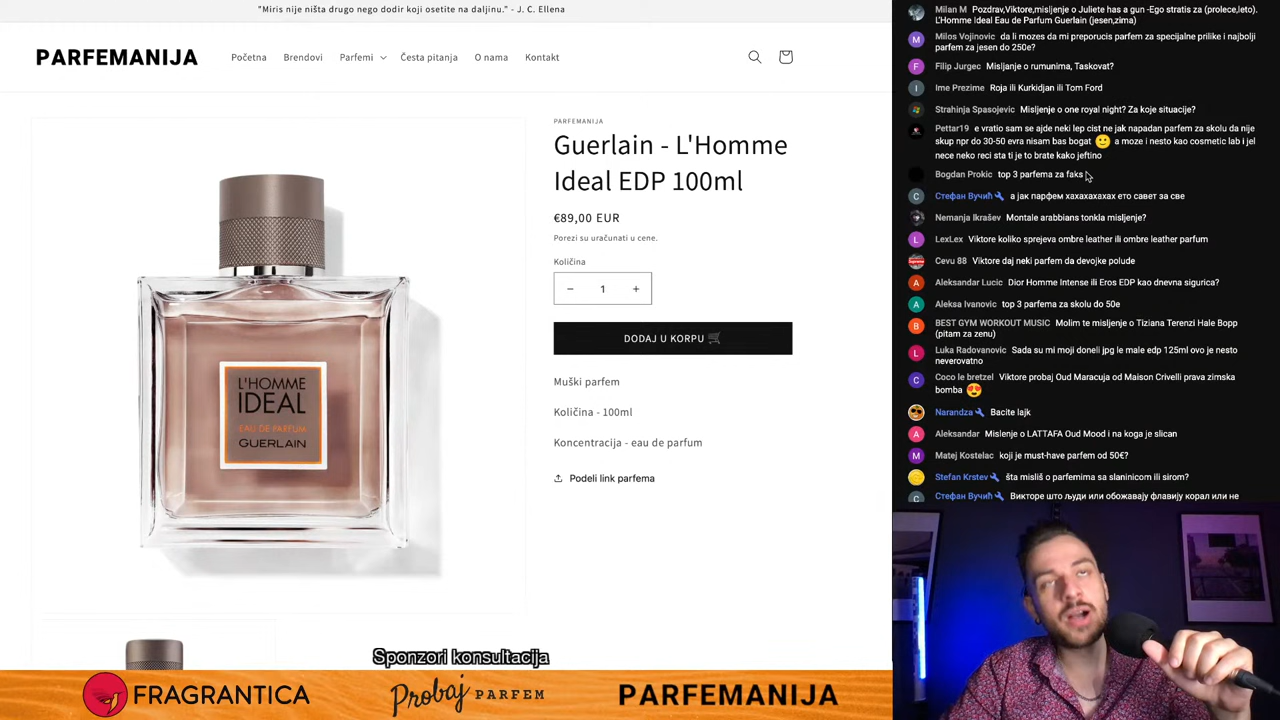 "Miris nije ništa drugo nego dodir koji osetite na daljinu." - J. C. Ellena
PARFEMANIJA
Početna
Brendovi
Parfemi
Česta pitanja
O nama
Kontakt
PARFEMANIJA
Guerlain - L'Homme
Ideal EDP 100ml
€89,00 EUR
Porezi su uračunati u cene.
Količina
− 1 +
DODAJ U KORPU 🛒
Muški parfem
Količina - 100ml
Koncentracija - eau de parfum
Podeli link parfema
L'HOMME
IDEAL
EAU DE PARFUM
GUERLAIN
Sponzori konsultacija
FRAGRANTICA
Probaj PARFEM
PARFEMANIJA
Milan M Pozdrav,Viktore,misljenje o Juliete has a gun -Ego stratis za (prolece,leto).
L'Homme Ideal Eau de Parfum Guerlain (jesen,zima)
M Milos Vojinovic da li mozes da mi preporucis parfem za specijalne prilike i najbolji
parfem za jesen do 250e?
F Filip Jurgec Misljanje o rumunima, Taskovat?
I Ime Prezime Roja ili Kurkidjan ili Tom Ford
Strahinja Spasojevic Misljenje o one royal night? Za koje situacije?
Pettar19 e vratio sam se ajde neki lep cist ne jak napadan parfem za skolu da nije
skup npr do 30-50 evra nisam bas bogat 🙂 a moze i nesto kao cosmetic lab i jel
nece neko reci sta ti je to brate kako jeftino
Bogdan Prokic top 3 parfema za faks
С Стефан Вучић а јак парфем хахахахахах ето савет за све
Nemanja Ikrašev Montale arabbians tonkla misljenje?
L LexLex Viktore koliko sprejeva ombre leather ili ombre leather parfum
Cevu 88 Viktore daj neki parfem da devojke polude
A Aleksandar Lucic Dior Homme Intense ili Eros EDP kao dnevna sigurica?
A Aleksa Ivanovic top 3 parfema za skolu do 50e
B BEST GYM WORKOUT MUSIC Molim te misljenje o Tiziana Terenzi Hale Bopp
(pitam za zenu)
L Luka Radovanovic Sada su mi moji doneli jpg le male edp 125ml ovo je nesto
neverovatno
C Coco le bretzel Viktore probaj Oud Maracuja od Maison Crivelli prava zimska
bomba 😍
Narandza Bacite lajk
A Aleksandar Mislenje o LATTAFA Oud Mood i na koga je slican
M Matej Kostelac koji je must-have parfem od 50€?
Stefan Krstev šta misliš o parfemima sa slaninicom ili sirom?
С Стефан Вучић Викторе што људи или обожавају флавију корал или не